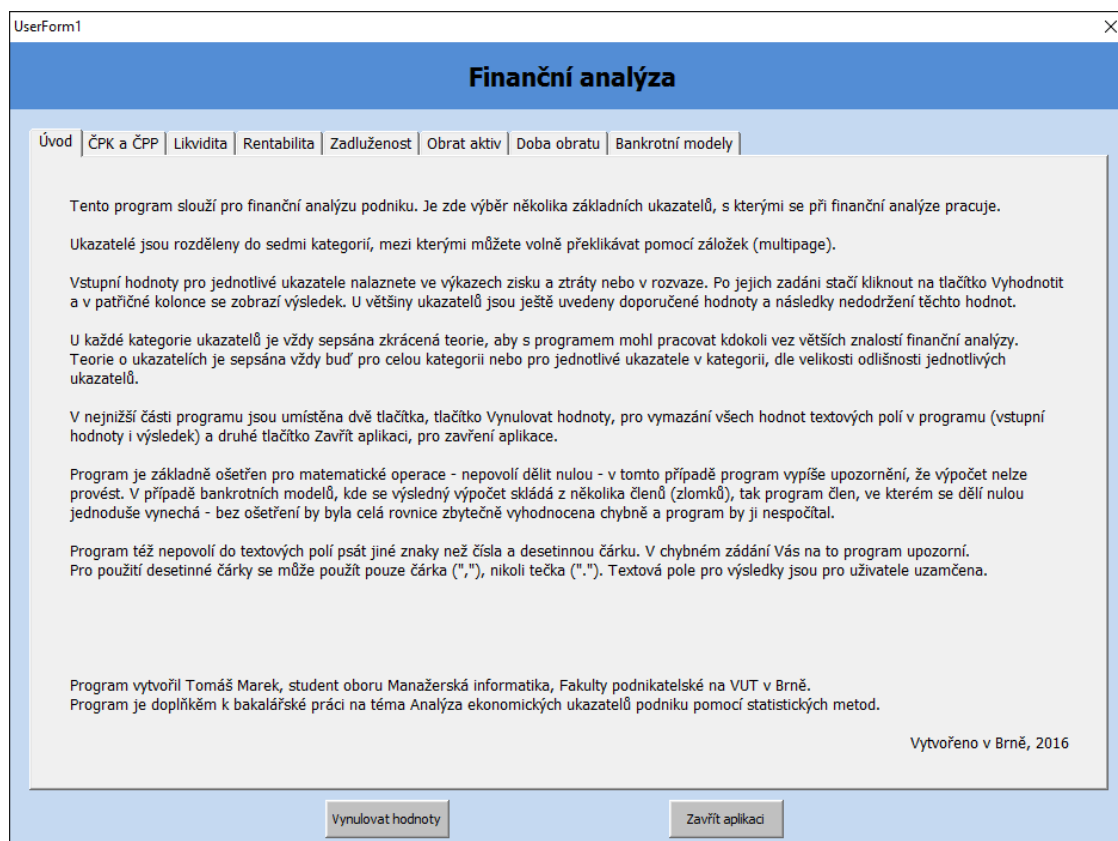 UserForm1
Finanční analýza
Úvod ČPK a ČPP Likvidita Rentabilita Zadluženost Obrat aktiv Doba obratu Bankrotní modely
Tento program slouží pro finanční analýzu podniku. Je zde výběr několika základních ukazatelů, s kterými se při finanční analýze pracuje.
Ukazatelé jsou rozděleny do sedmi kategorií, mezi kterými můžete volně překlikávat pomocí záložek (multipage).
Vstupní hodnoty pro jednotlivé ukazatele nalaznete ve výkazech zisku a ztráty nebo v rozvaze. Po jejich zadáni stačí kliknout na tlačítko Vyhodnotit
a v patřičné kolonce se zobrazí výsledek. U většiny ukazatelů jsou ještě uvedeny doporučené hodnoty a následky nedodržení těchto hodnot.
U každé kategorie ukazatelů je vždy sepsána zkrácená teorie, aby s programem mohl pracovat kdokoli vez větších znalostí finanční analýzy.
Teorie o ukazatelích je sepsána vždy buď pro celou kategorii nebo pro jednotlivé ukazatele v kategorii, dle velikosti odlišnosti jednotlivých
ukazatelů.
V nejnižší části programu jsou umístěna dvě tlačítka, tlačítko Vynulovat hodnoty, pro vymazání všech hodnot textových polí v programu (vstupní
hodnoty i výsledek) a druhé tlačítko Zavřít aplikaci, pro zavření aplikace.
Program je základně ošetřen pro matematické operace - nepovolí dělit nulou - v tomto případě program vypíše upozornění, že výpočet nelze
provést. V případě bankrotních modelů, kde se výsledný výpočet skládá z několika členů (zlomků), tak program člen, ve kterém se dělí nulou
jednoduše vynechá - bez ošetření by byla celá rovnice zbytečně vyhodnocena chybně a program by ji nespočítal.
Program též nepovolí do textových polí psát jiné znaky než čísla a desetinnou čárku. V chybném zádání Vás na to program upozorní.
Pro použití desetinné čárky se může použít pouze čárka (","), nikoli tečka ("."). Textová pole pro výsledky jsou pro uživatele uzamčena.
Program vytvořil Tomáš Marek, student oboru Manažerská informatika, Fakulty podnikatelské na VUT v Brně.
Program je doplňkěm k bakalářské práci na téma Analýza ekonomických ukazatelů podniku pomocí statistických metod.
Vytvořeno v Brně, 2016
Vynulovat hodnoty Zavřít aplikaci